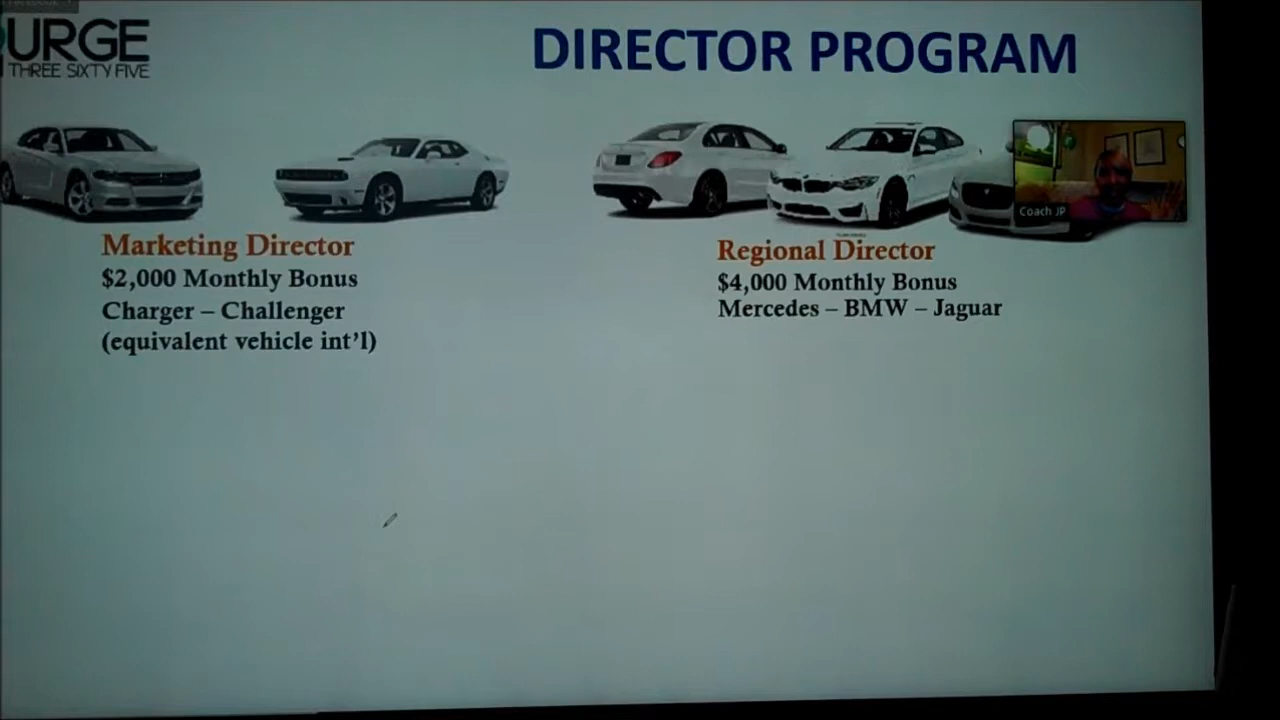 URGE
THREE SIXTY FIVE
DIRECTOR PROGRAM
Coach JP
Marketing Director
$2,000 Monthly Bonus
Charger – Challenger
(equivalent vehicle int’l)
Regional Director
$4,000 Monthly Bonus
Mercedes – BMW – Jaguar